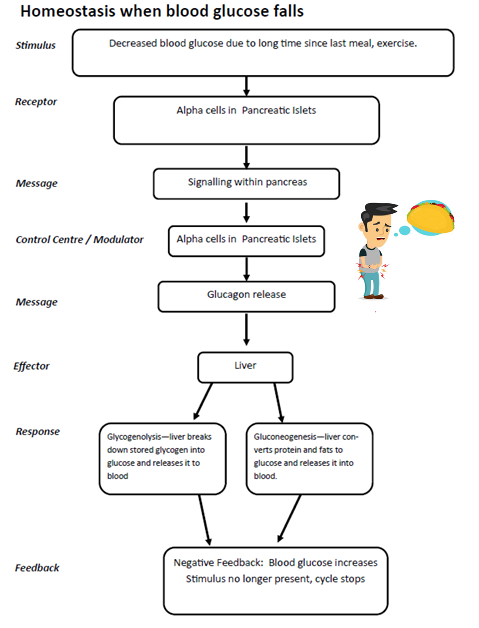 Homeostasis when blood glucose falls
Stimulus
Decreased blood glucose due to long time since last meal, exercise.
Receptor
Alpha cells in Pancreatic Islets
Message
Signalling within pancreas
Control Centre / Modulator
Alpha cells in Pancreatic Islets
Message
Glucagon release
Effector
Liver
Response
Glycogenolysis—liver breaks
down stored glycogen into
glucose and releases it to
blood
Gluconeogenesis—liver con-
verts protein and fats to
glucose and releases it into
blood.
Feedback
Negative Feedback: Blood glucose increases
Stimulus no longer present, cycle stops